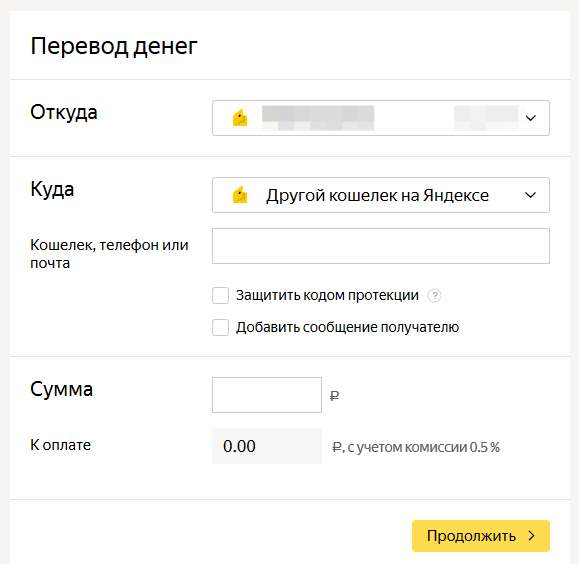 Перевод денег
Откуда
Куда
Другой кошелек на Яндексе
Кошелек, телефон или
почта
Защитить кодом протекции ?
Добавить сообщение получателю
Сумма
₽
К оплате
0.00
₽, с учетом комиссии 0.5 %
Продолжить